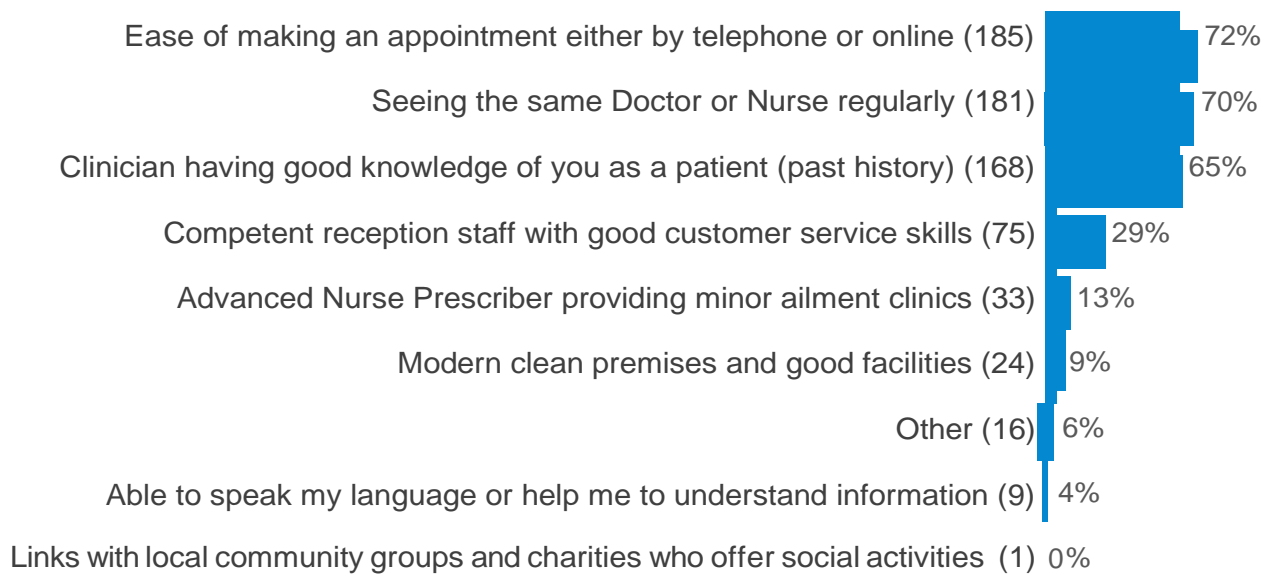 Ease of making an appointment either by telephone or online (185) 72%
Seeing the same Doctor or Nurse regularly (181) 70%
Clinician having good knowledge of you as a patient (past history) (168) 65%
Competent reception staff with good customer service skills (75) 29%
Advanced Nurse Prescriber providing minor ailment clinics (33) 13%
Modern clean premises and good facilities (24) 9%
Other (16) 6%
Able to speak my language or help me to understand information (9) 4%
Links with local community groups and charities who offer social activities (1) 0%